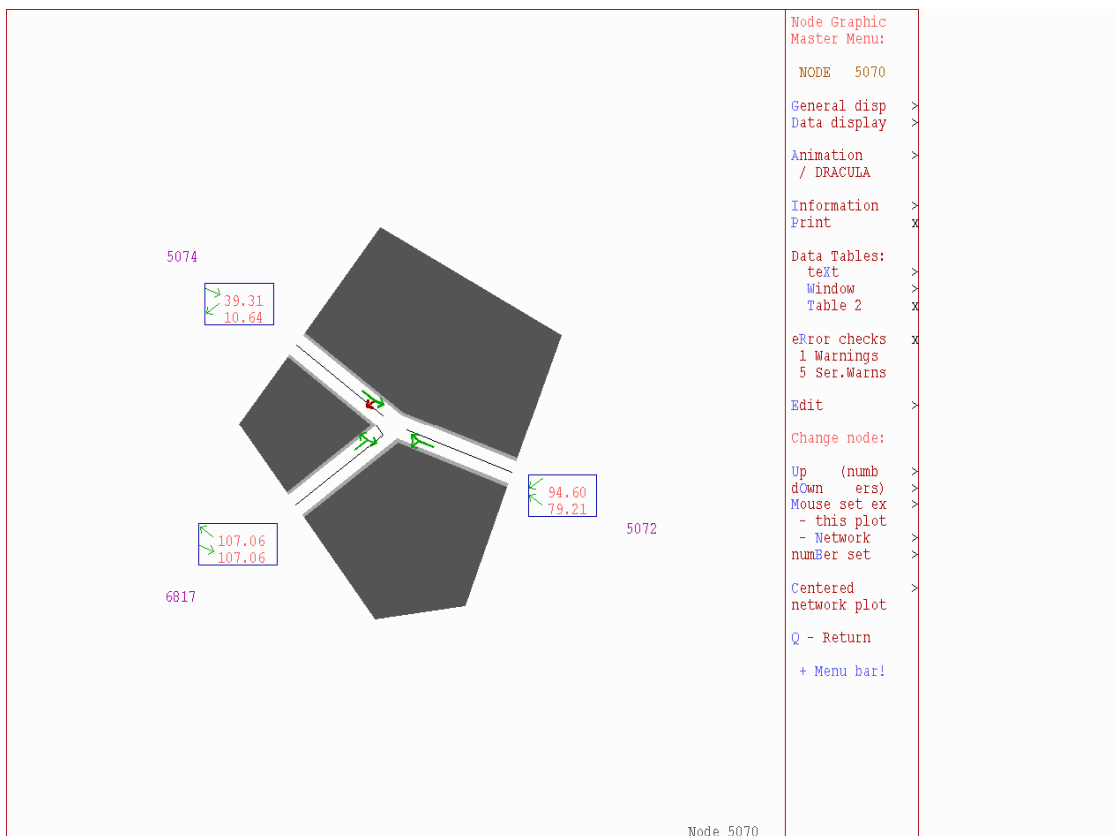 Node Graphic
Master Menu:
NODE 5070
General disp >
Data display >
Animation >
/ DRACULA
Information >
Print x
Data Tables:
teXt >
Window >
Table 2 x
eRror checks x
1 Warnings
5 Ser.Warns
Edit >
Change node:
Up (numb >
dOwn ers) >
Mouse set ex >
- this plot
- Network >
numBer set >
Centered >
network plot
Q - Return
+ Menu bar!
5074
39.31
10.64
94.60
79.21
5072
107.06
107.06
6817
Node 5070